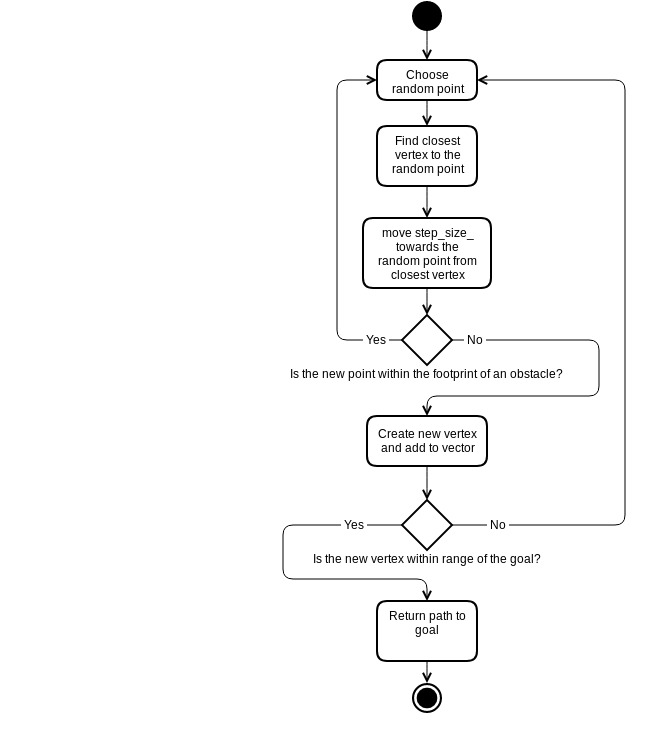 Choose
random point
Find closest
vertex to the
random point
move step_size_
towards the
random point from
closest vertex
Yes
No
Is the new point within the footprint of an obstacle?
Create new vertex
and add to vector
Yes
No
Is the new vertex within range of the goal?
Return path to
goal